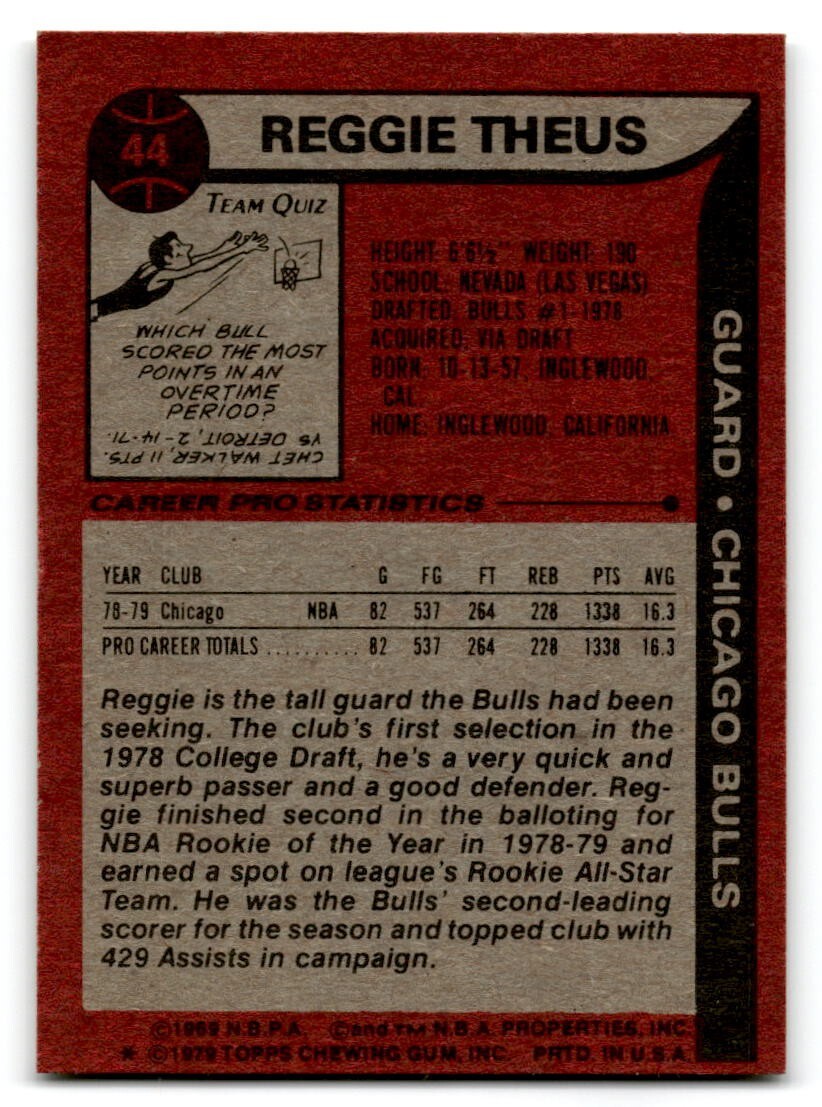 44
REGGIE THEUS
TEAM QUIZ
WHICH BULL
SCORED THE MOST
POINTS IN AN
OVERTIME
PERIOD?
CHET WALKER, 11 PTS.
VS DETROIT, 2-14-71.
HEIGHT: 6'6½" WEIGHT: 190
SCHOOL: NEVADA (LAS VEGAS)
DRAFTED: BULLS #1-1978
ACQUIRED: VIA DRAFT
BORN: 10-13-57, INGLEWOOD,
CAL.
HOME: INGLEWOOD, CALIFORNIA
GUARD • CHICAGO BULLS
CAREER PRO STATISTICS
YEAR CLUB G FG FT REB PTS AVG
78-79 Chicago NBA 82 537 264 228 1338 16.3
PRO CAREER TOTALS .......... 82 537 264 228 1338 16.3
Reggie is the tall guard the Bulls had been
seeking. The club's first selection in the
1978 College Draft, he's a very quick and
superb passer and a good defender. Reg-
gie finished second in the balloting for
NBA Rookie of the Year in 1978-79 and
earned a spot on league's Rookie All-Star
Team. He was the Bulls' second-leading
scorer for the season and topped club with
429 Assists in campaign.
©1969 N.B.P.A. ©and TM N.B.A. PROPERTIES, INC.
* ©1979 TOPPS CHEWING GUM, INC. PRTD. IN U.S.A.